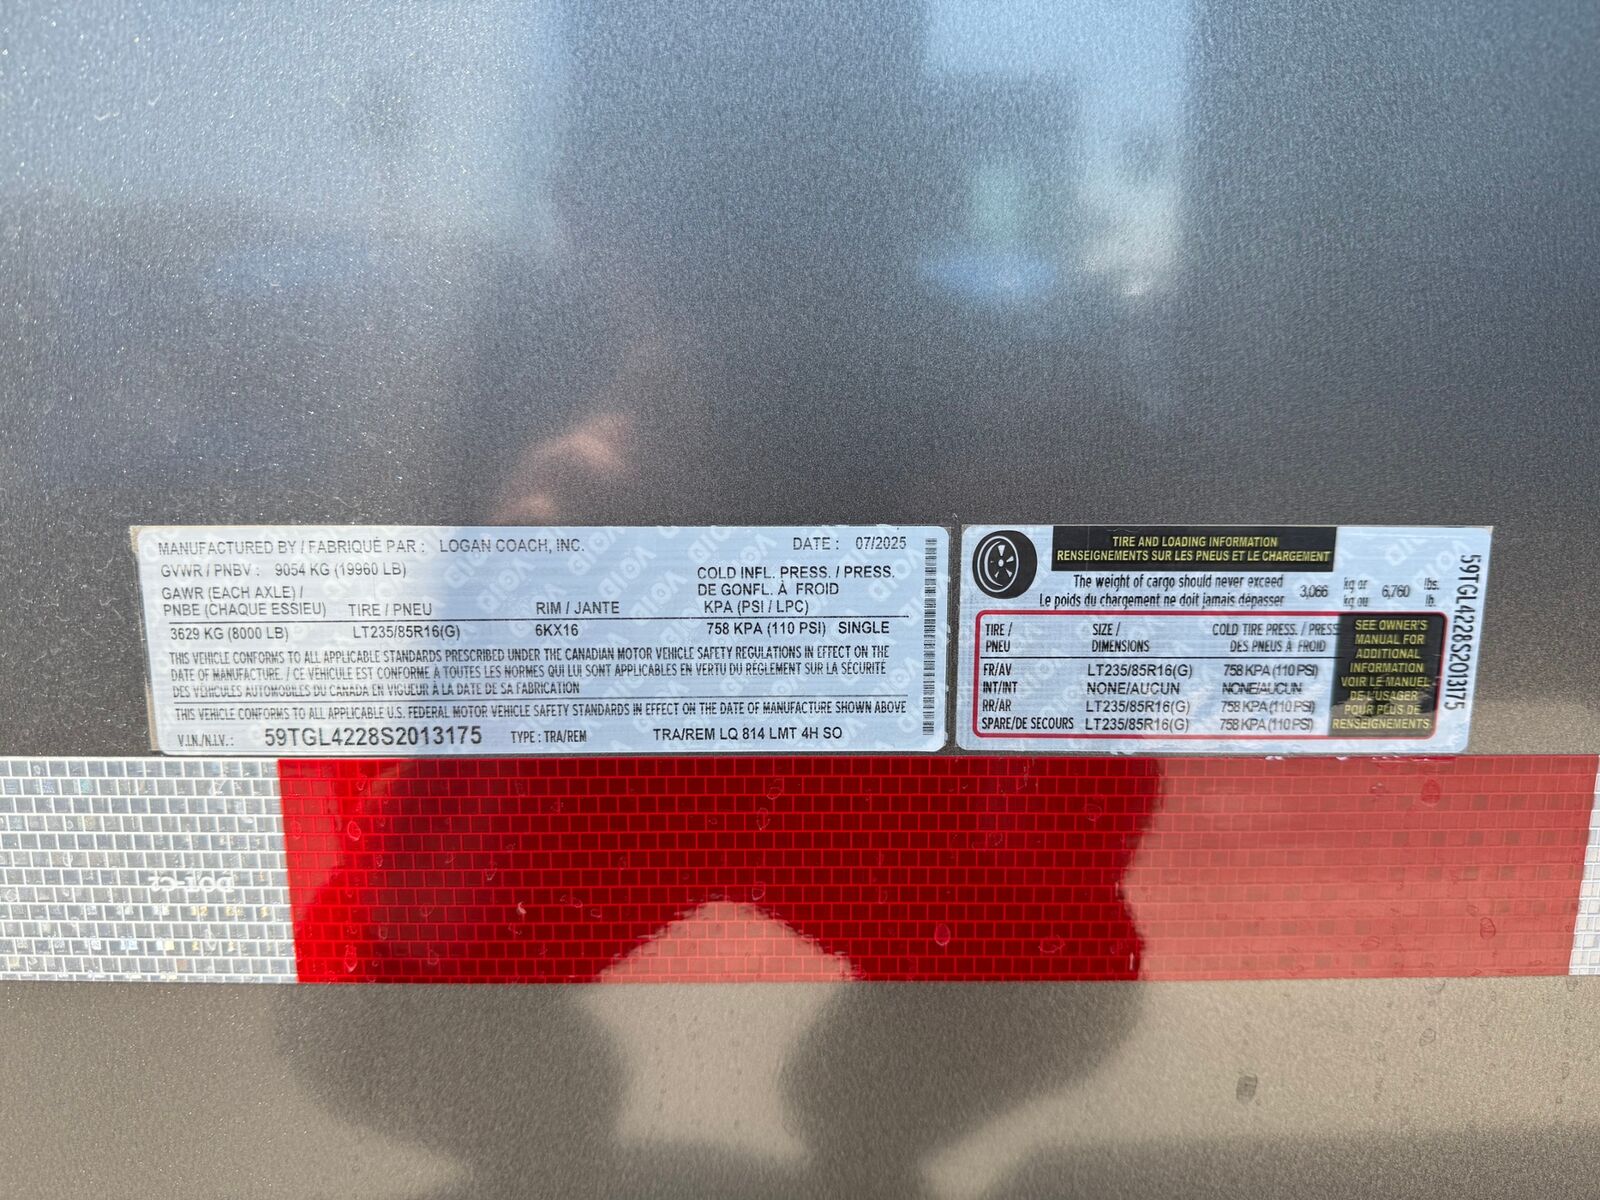 MANUFACTURED BY / FABRIQUÉ PAR : LOGAN COACH, INC. DATE : 07/2025
GVWR / PNBV : 9054 KG (19960 LB)
COLD INFL. PRESS. / PRESS.
GAWR (EACH AXLE) / DE GONFL. À FROID
PNBE (CHAQUE ESSIEU) TIRE / PNEU RIM / JANTE KPA (PSI / LPC)
3629 KG (8000 LB) LT235/85R16(G) 6KX16 758 KPA (110 PSI) SINGLE
THIS VEHICLE CONFORMS TO ALL APPLICABLE STANDARDS PRESCRIBED UNDER THE CANADIAN MOTOR VEHICLE SAFETY REGULATIONS IN EFFECT ON THE
DATE OF MANUFACTURE. / CE VÉHICULE EST CONFORME À TOUTES LES NORMES QUI LUI SONT APPLICABLES EN VERTU DU RÈGLEMENT SUR LA SÉCURITÉ
DES VÉHICULES AUTOMOBILES DU CANADA EN VIGUEUR À LA DATE DE SA FABRICATION
THIS VEHICLE CONFORMS TO ALL APPLICABLE U.S. FEDERAL MOTOR VEHICLE SAFETY STANDARDS IN EFFECT ON THE DATE OF MANUFACTURE SHOWN ABOVE
V.I.N./N.I.V.: 59TGL4228S2013175 TYPE : TRA/REM TRA/REM LQ 814 LMT 4H SO
TIRE AND LOADING INFORMATION
RENSEIGNEMENTS SUR LES PNEUS ET LE CHARGEMENT
The weight of cargo should never exceed 3,066 kg or 6,760 lbs.
Le poids du chargement ne doit jamais dépasser kg ou lb.
TIRE / SIZE / COLD TIRE PRESS. / PRESS
PNEU DIMENSIONS DES PNEUS À FROID
FR/AV LT235/85R16(G) 758 KPA (110 PSI)
INT/INT NONE/AUCUN NONE/AUCUN
RR/AR LT235/85R16(G) 758 KPA (110 PSI)
SPARE/DE SECOURS LT235/85R16(G) 758 KPA (110 PSI)
SEE OWNER'S
MANUAL FOR
ADDITIONAL
INFORMATION
VOIR LE MANUEL
DE L'USAGER
POUR PLUS DE
RENSEIGNEMENTS
59TGL4228S2013175
DOT-C2